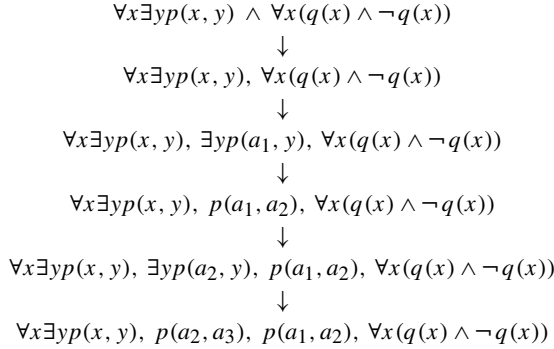 ∀x∃yp(x, y) ∧ ∀x(q(x) ∧ ¬q(x))
↓
∀x∃yp(x, y), ∀x(q(x) ∧ ¬q(x))
↓
∀x∃yp(x, y), ∃yp(a₁, y), ∀x(q(x) ∧ ¬q(x))
↓
∀x∃yp(x, y), p(a₁, a₂), ∀x(q(x) ∧ ¬q(x))
↓
∀x∃yp(x, y), ∃yp(a₂, y), p(a₁, a₂), ∀x(q(x) ∧ ¬q(x))
↓
∀x∃yp(x, y), p(a₂, a₃), p(a₁, a₂), ∀x(q(x) ∧ ¬q(x))